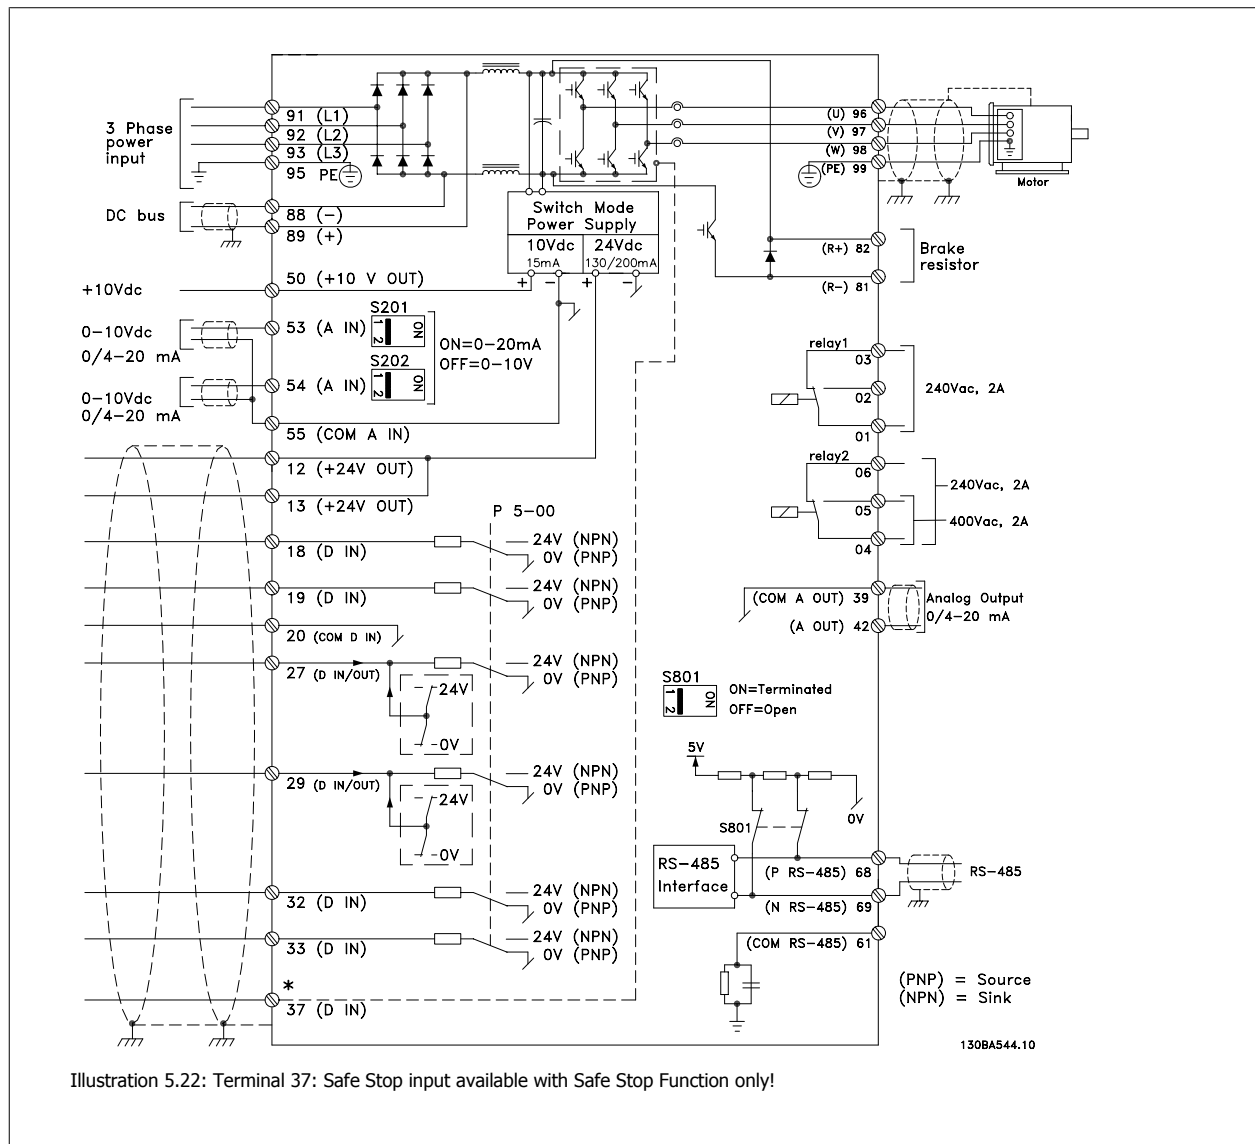 3 Phase
power
input
91 (L1)
92 (L2)
93 (L3)
95 PE
DC bus
88 (−)
89 (+)
+10Vdc
50 (+10 V OUT)
0−10Vdc
0/4−20 mA
53 (A IN)
S201
1 2
ON
ON=0−20mA
OFF=0−10V
0−10Vdc
0/4−20 mA
54 (A IN)
S202
1 2
ON
55 (COM A IN)
12 (+24V OUT)
13 (+24V OUT)
P 5-00
18 (D IN)
24V (NPN)
0V (PNP)
19 (D IN)
24V (NPN)
0V (PNP)
20 (COM D IN)
27 (D IN/OUT)
24V (NPN)
0V (PNP)
24V
0V
29 (D IN/OUT)
24V (NPN)
0V (PNP)
24V
0V
32 (D IN)
24V (NPN)
0V (PNP)
33 (D IN)
24V (NPN)
0V (PNP)
*
37 (D IN)
Switch Mode
Power Supply
10Vdc
15mA
24Vdc
130/200mA
+ − + −
(U) 96
(V) 97
(W) 98
(PE) 99
Motor
(R+) 82
(R−) 81
Brake
resistor
relay1
03
02
01
240Vac, 2A
relay2
06
05
04
240Vac, 2A
400Vac, 2A
(COM A OUT) 39
(A OUT) 42
Analog Output
0/4−20 mA
S801
1 2
ON
ON=Terminated
OFF=Open
5V
0V
S801
RS-485
Interface
(P RS-485) 68
(N RS-485) 69
(COM RS-485) 61
RS-485
(PNP) = Source
(NPN) = Sink
130BA544.10
Illustration 5.22: Terminal 37: Safe Stop input available with Safe Stop Function only!